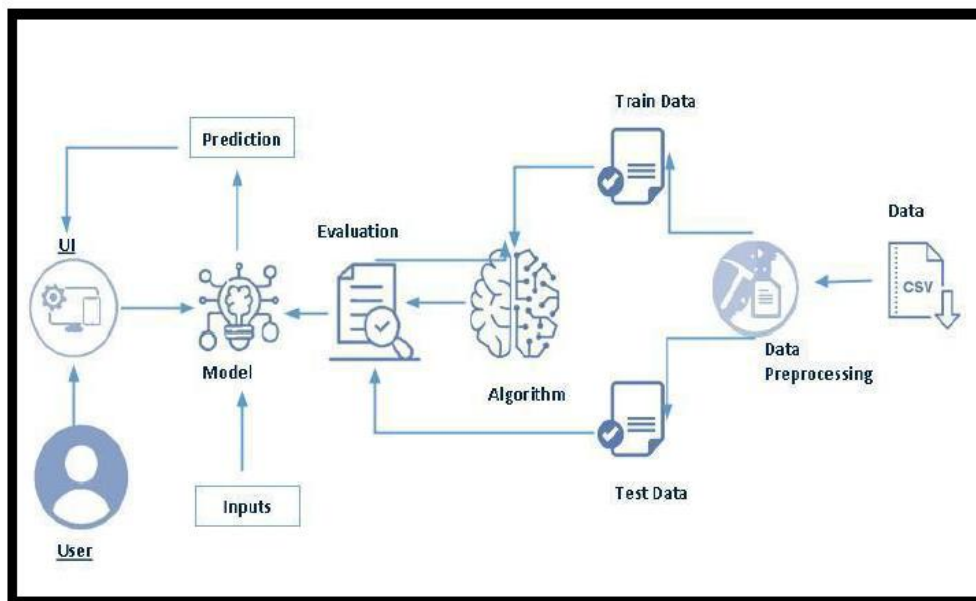 Train Data
Prediction
Data
Evaluation
UI
CSV
Model
Data
Preprocessing
Algorithm
Inputs
Test Data
User